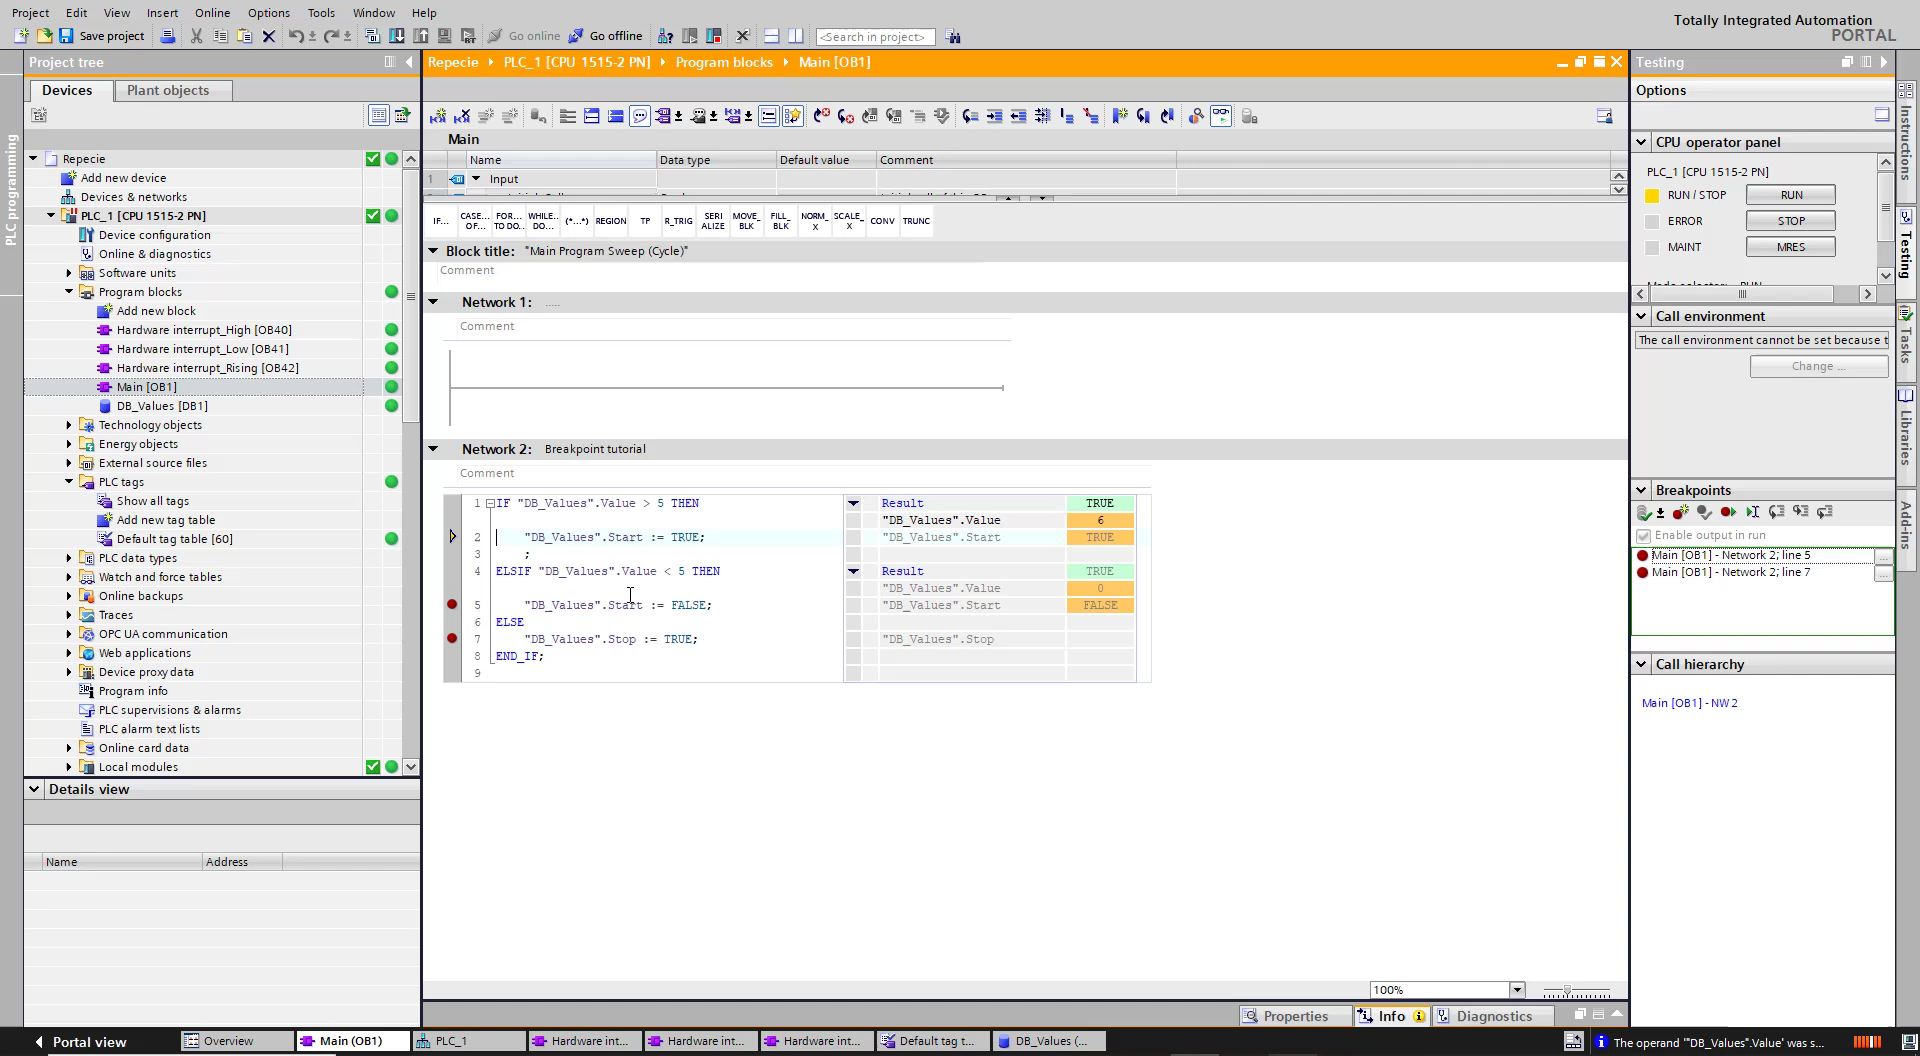 Project Edit View Insert Online Options Tools Window Help
Totally Integrated Automation
PORTAL
Save project
Go online
Go offline
<Search in project>
Project tree
Devices
Plant objects
PLC programming
Repecie
Add new device
Devices & networks
PLC_1 [CPU 1515-2 PN]
Device configuration
Online & diagnostics
Software units
Program blocks
Add new block
Hardware interrupt_High [OB40]
Hardware interrupt_Low [OB41]
Hardware interrupt_Rising [OB42]
Main [OB1]
DB_Values [DB1]
Technology objects
Energy objects
External source files
PLC tags
Show all tags
Add new tag table
Default tag table [60]
PLC data types
Watch and force tables
Online backups
Traces
OPC UA communication
Web applications
Device proxy data
Program info
PLC supervisions & alarms
PLC alarm text lists
Online card data
Local modules
Details view
Name
Address
Repecie
PLC_1 [CPU 1515-2 PN]
Program blocks
Main [OB1]
Main
Name Data type Default value Comment
1 Input
IF...
CASE... OF...
FOR... TO DO...
WHILE.. DO...
(*...*)
REGION
TP
R_TRIG
SERI ALIZE
MOVE_ BLK
FILL_ BLK
NORM_ X
SCALE_ X
CONV
TRUNC
Block title: "Main Program Sweep (Cycle)"
Comment
Network 1: .....
Comment
Network 2: Breakpoint tutorial
Comment
1 IF "DB_Values".Value > 5 THEN
2 "DB_Values".Start := TRUE;
3 ;
4 ELSIF "DB_Values".Value < 5 THEN
5 "DB_Values".Start := FALSE;
6 ELSE
7 "DB_Values".Stop := TRUE;
8 END_IF;
9
Result TRUE
"DB_Values".Value 6
"DB_Values".Start TRUE
Result TRUE
"DB_Values".Value 0
"DB_Values".Start FALSE
"DB_Values".Stop
100%
Properties
Info
Diagnostics
Testing
Options
CPU operator panel
PLC_1 [CPU 1515-2 PN]
RUN / STOP RUN
ERROR STOP
MAINT MRES
Call environment
The call environment cannot be set because t
Change ...
Breakpoints
Enable output in run
Main [OB1] - Network 2; line 5
Main [OB1] - Network 2; line 7
Call hierarchy
Main [OB1] - NW 2
Instructions
Testing
Tasks
Libraries
Add-ins
Portal view
Overview
Main (OB1)
PLC_1
Hardware int...
Hardware int...
Hardware int...
Default tag t...
DB_Values (...
The operand '"DB_Values".Value' was s...